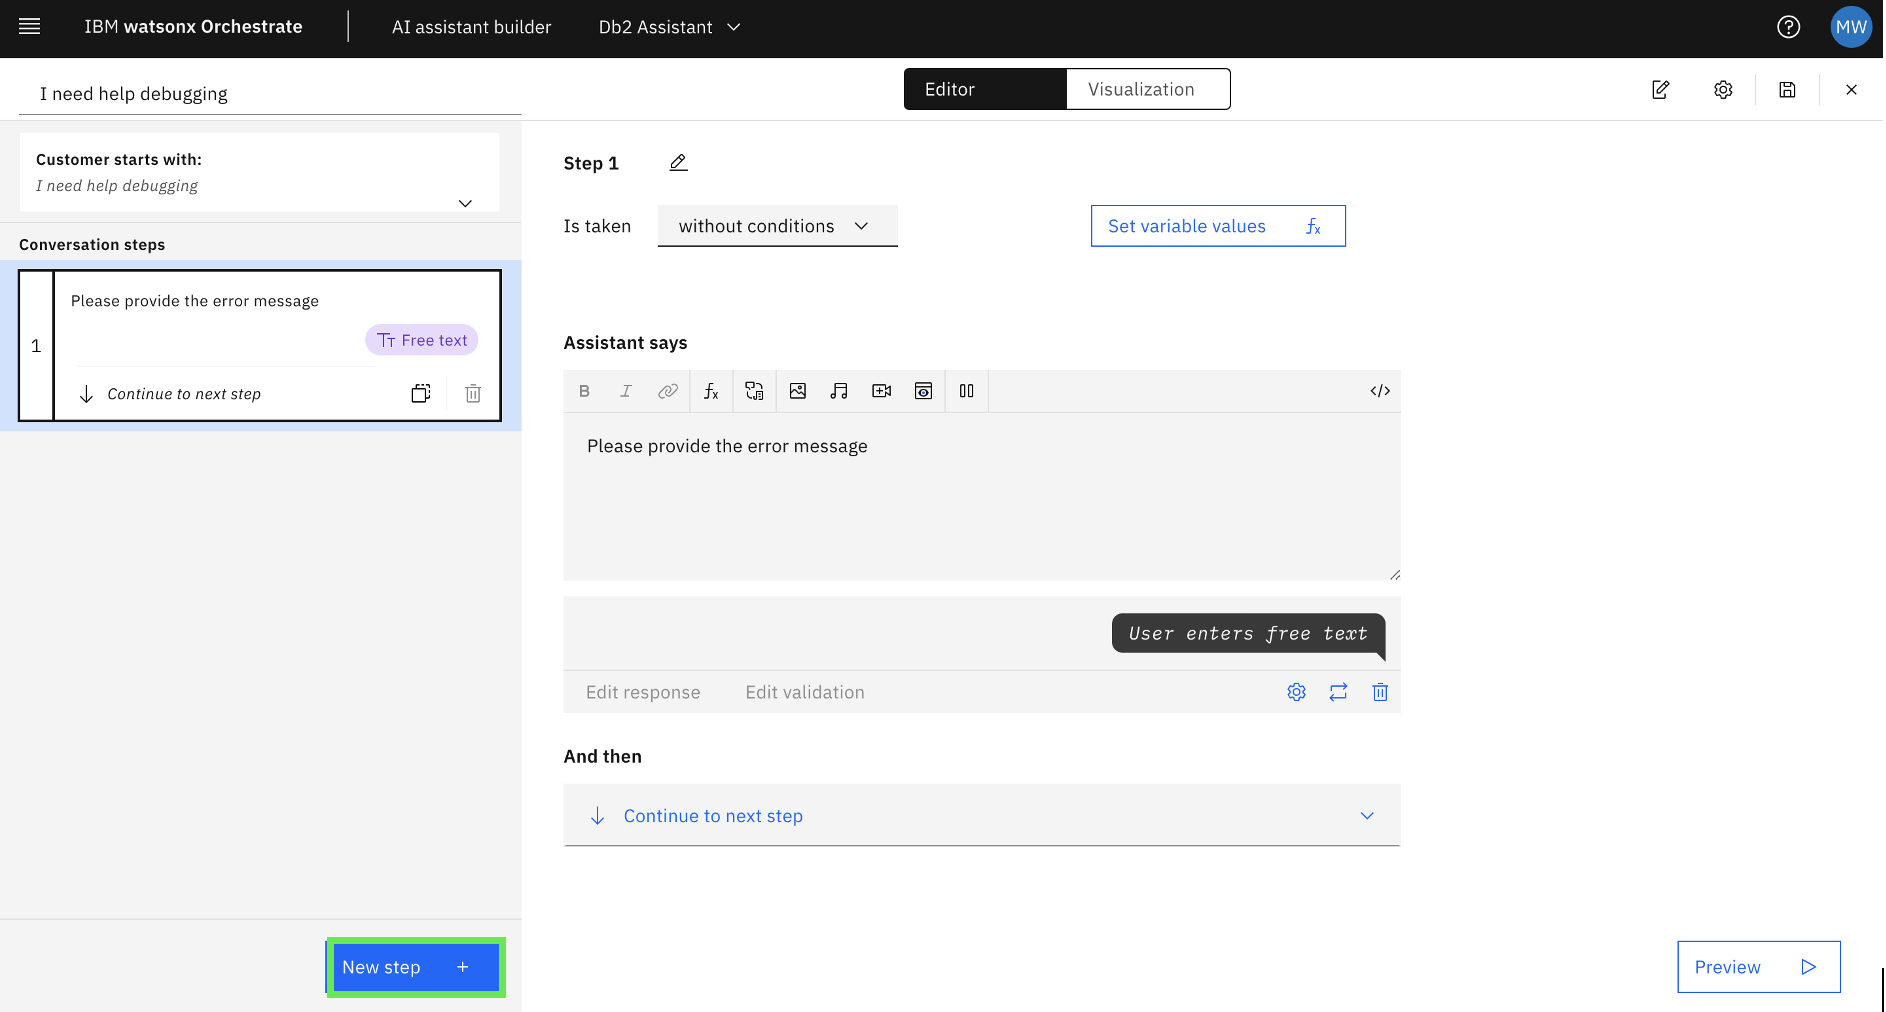 IBM watsonx Orchestrate
AI assistant builder
Db2 Assistant
MW
I need help debugging
Editor
Visualization
Customer starts with:
I need help debugging
Conversation steps
1
Please provide the error message
Free text
Continue to next step
New step +
Step 1
Is taken
without conditions
Set variable values
Assistant says
B
I
Please provide the error message
User enters free text
Edit response
Edit validation
And then
Continue to next step
Preview